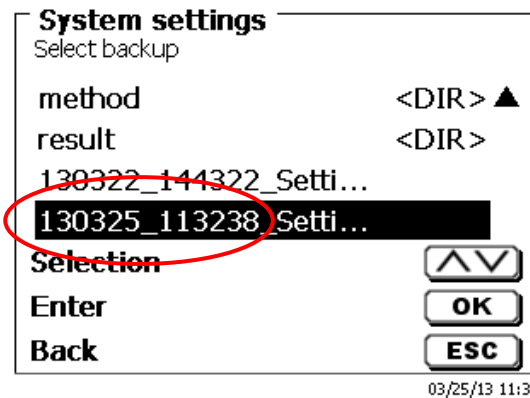 System settings
Select backup
method <DIR> ▲
result <DIR>
130322_144322_Setti...
130325_113238_Setti...
Selection
Enter OK
Back ESC
03/25/13 11:3